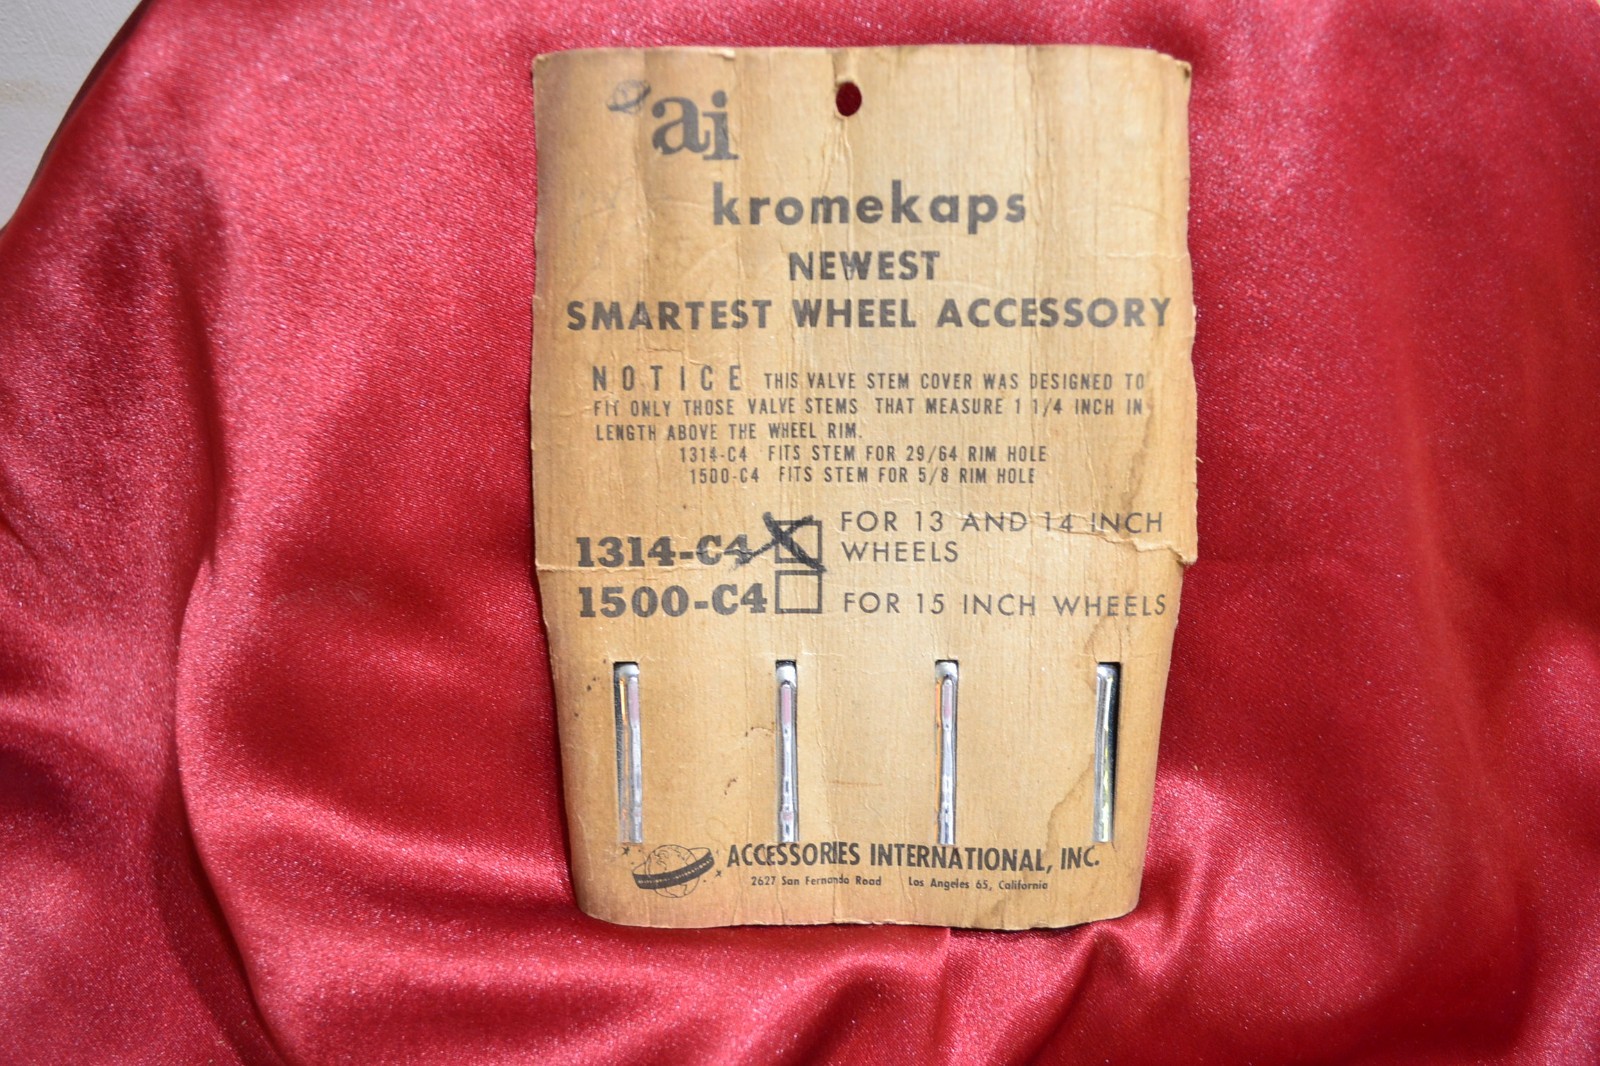 ai
kromekaps
NEWEST
SMARTEST WHEEL ACCESSORY
NOTICE THIS VALVE STEM COVER WAS DESIGNED TO
FIT ONLY THOSE VALVE STEMS THAT MEASURE 1 1/4 INCH IN
LENGTH ABOVE THE WHEEL RIM.
1314-C4 FITS STEM FOR 29/64 RIM HOLE
1500-C4 FITS STEM FOR 5/8 RIM HOLE
1314-C4 FOR 13 AND 14 INCH
WHEELS
1500-C4 FOR 15 INCH WHEELS
ACCESSORIES INTERNATIONAL, INC.
2627 San Fernando Road Los Angeles 65, California